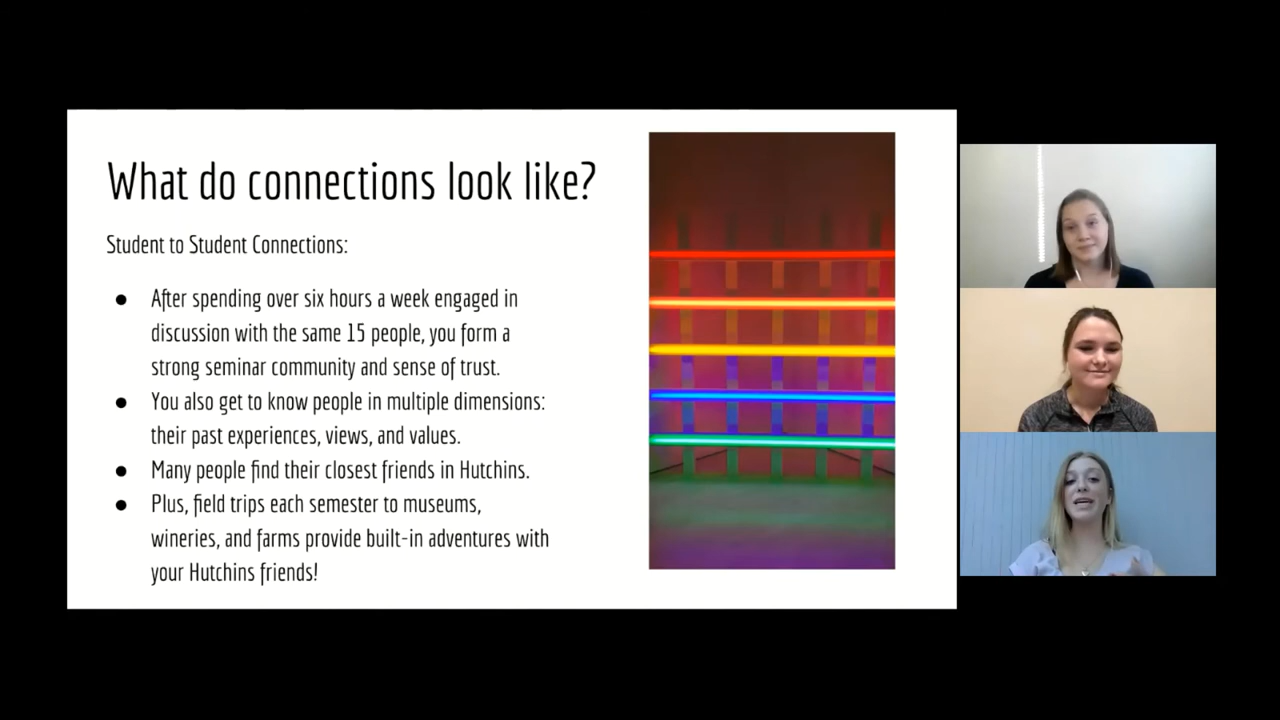 What do connections look like?
Student to Student Connections:
● After spending over six hours a week engaged in
discussion with the same 15 people, you form a
strong seminar community and sense of trust.
● You also get to know people in multiple dimensions:
their past experiences, views, and values.
● Many people find their closest friends in Hutchins.
● Plus, field trips each semester to museums,
wineries, and farms provide built-in adventures with
your Hutchins friends!